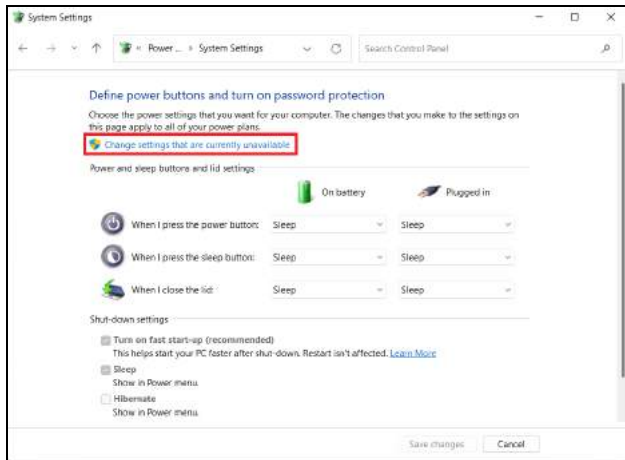 System Settings
« Power ... > System Settings
Search Control Panel
Define power buttons and turn on password protection
Choose the power settings that you want for your computer. The changes that you make to the settings on
this page apply to all of your power plans.
Change settings that are currently unavailable
Power and sleep buttons and lid settings
On battery Plugged in
When I press the power button: Sleep Sleep
When I press the sleep button: Sleep Sleep
When I close the lid: Sleep Sleep
Shut-down settings
Turn on fast start-up (recommended)
This helps start your PC faster after shut-down. Restart isn't affected. Learn More
Sleep
Show in Power menu.
Hibernate
Show in Power menu.
Save changes Cancel